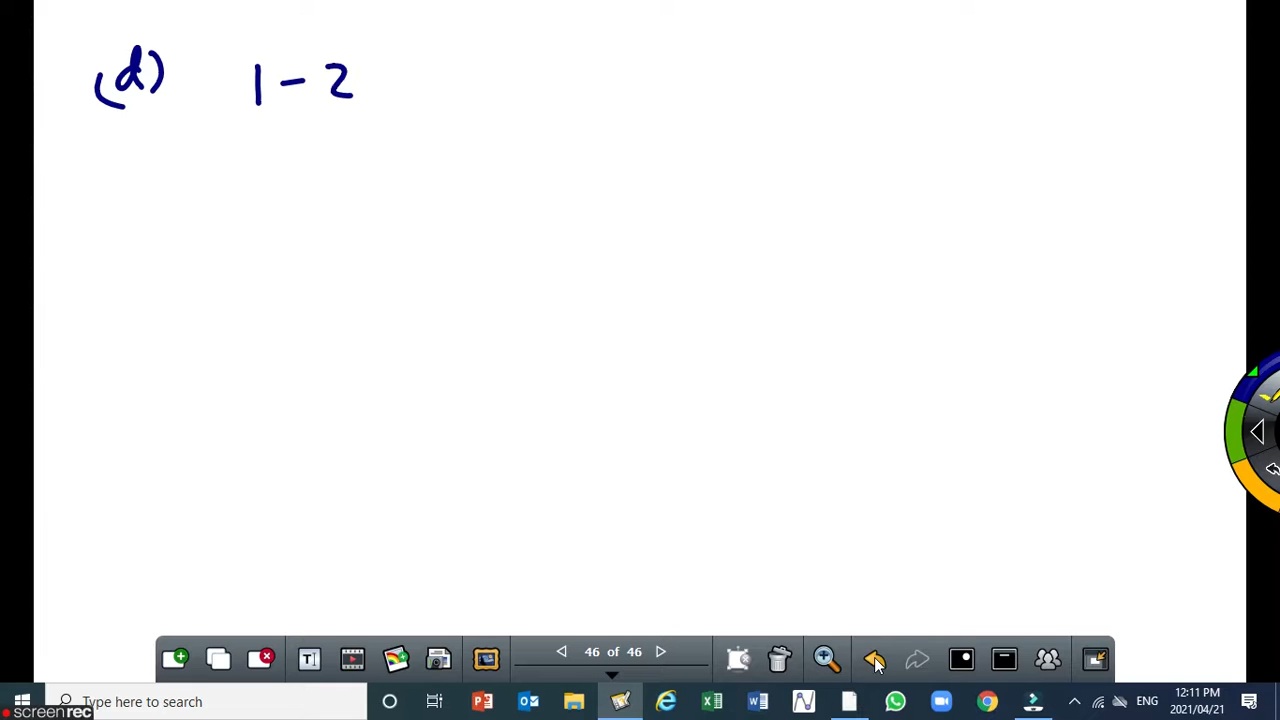 (d) 1 - 2
46 of 46
Type here to search
ENG
12:11 PM
2021/04/21
screenrec